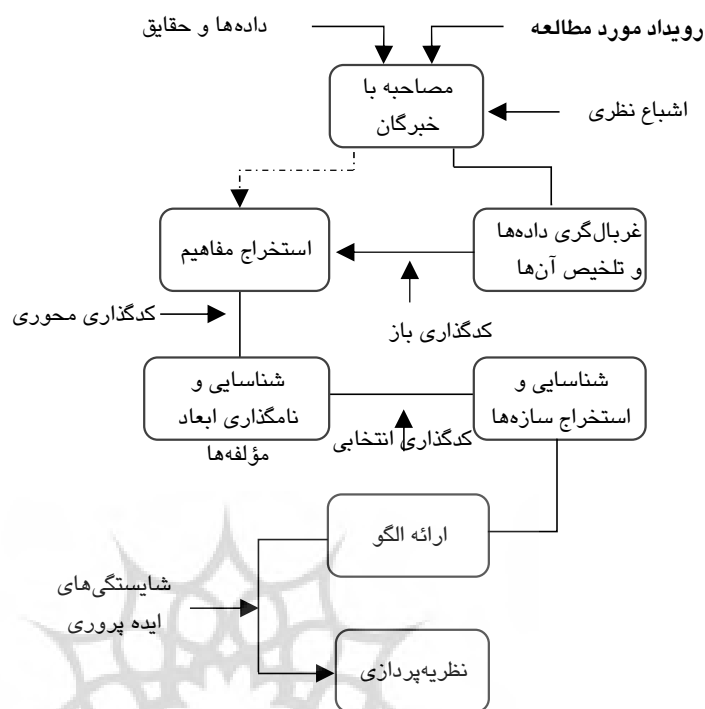 رویداد مورد مطالعه
داده‌ها و حقایق
مصاحبه با
خبرگان
اشباع نظری
غربال‌گری داده‌ها
و تلخیص آن‌ها
استخراج مفاهیم
کدگذاری باز
کدگذاری محوری
شناسایی و
نامگذاری ابعاد
مؤلفه‌ها
شناسایی و
استخراج سازه‌ها
کدگذاری انتخابی
ارائه الگو
شایستگی‌های
ایده پروری
نظریه‌پردازی